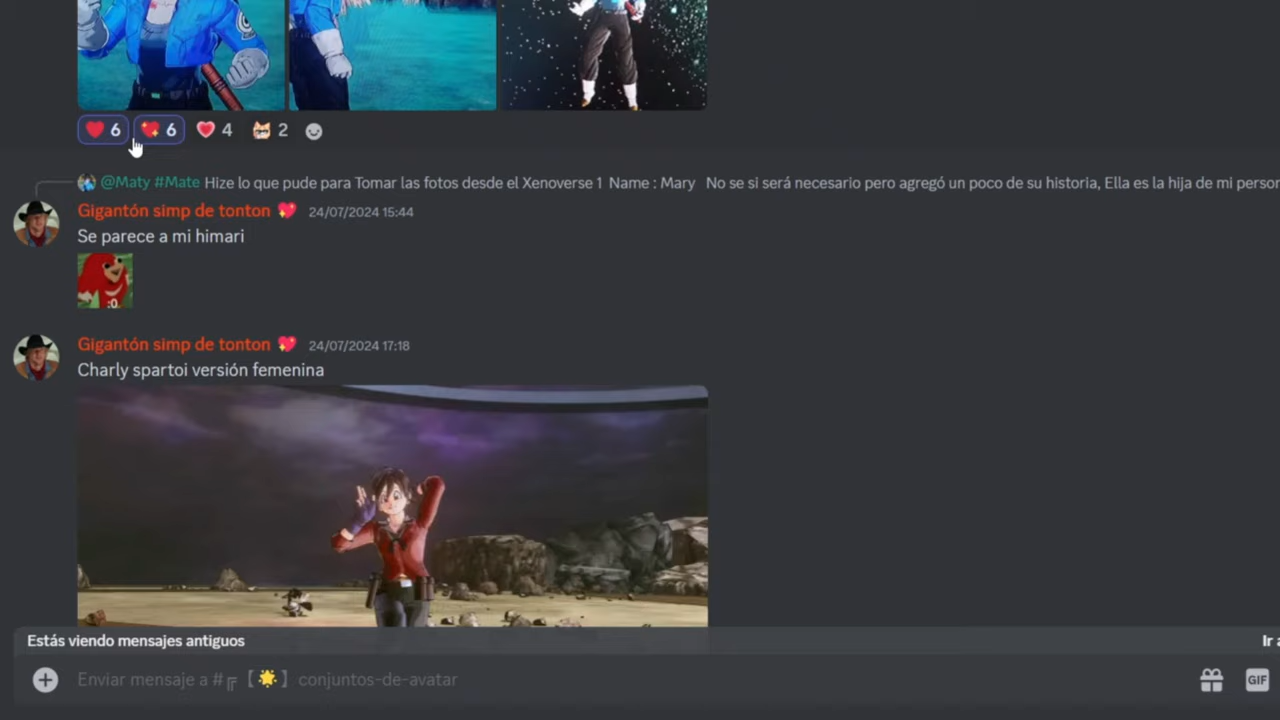 6 6 4 2
@Maty #Mate Hize lo que pude para Tomar las fotos desde el Xenoverse 1 Name : Mary No se si será necesario pero agregó un poco de su historia, Ella es la hija de mi person
Gigantón simp de tonton 💖 24/07/2024 15:44
Se parece a mi himari
:0
Gigantón simp de tonton 💖 24/07/2024 17:18
Charly spartoi versión femenina
Estás viendo mensajes antiguos Ir a
Enviar mensaje a #╔【🌟】conjuntos-de-avatar GIF